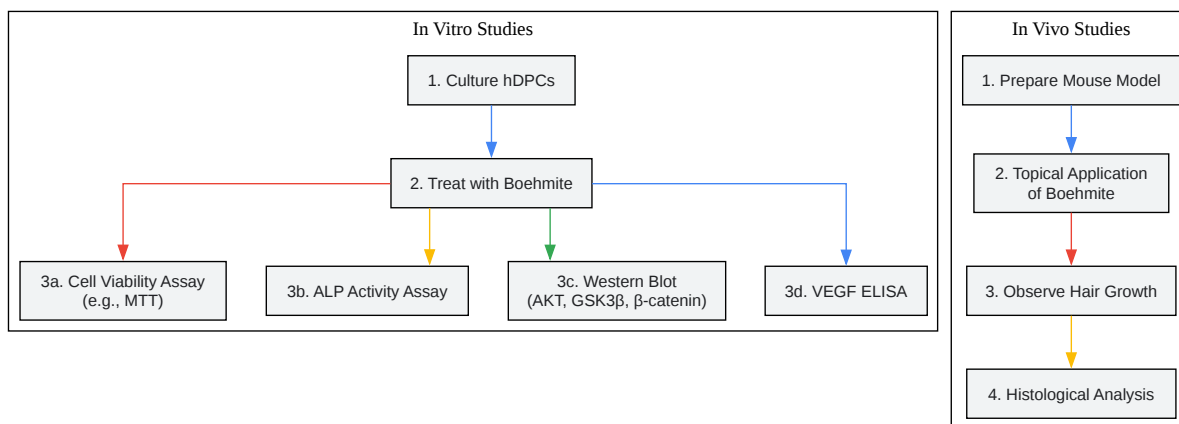 In Vitro Studies
1. Culture hDPCs
2. Treat with Boehmite
3a. Cell Viability Assay
(e.g., MTT)
3b. ALP Activity Assay
3c. Western Blot
(AKT, GSK3β, β-catenin)
3d. VEGF ELISA
In Vivo Studies
1. Prepare Mouse Model
2. Topical Application
of Boehmite
3. Observe Hair Growth
4. Histological Analysis